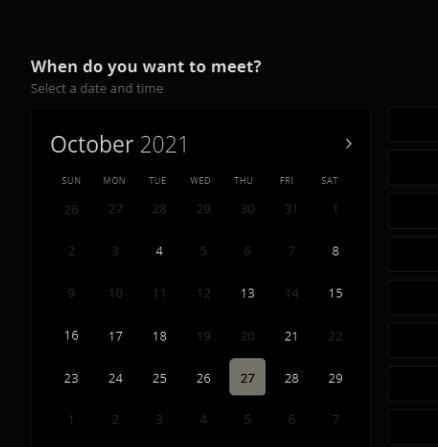 When do you want to meet?
Select a date and time
October 2021
SUN MON TUE WED THU FRI SAT
26 27 28 29 30 31 1
2 3 4 5 6 7 8
9 10 11 12 13 14 15
16 17 18 19 20 21 22
23 24 25 26 27 28 29
1 2 3 4 5 6 7